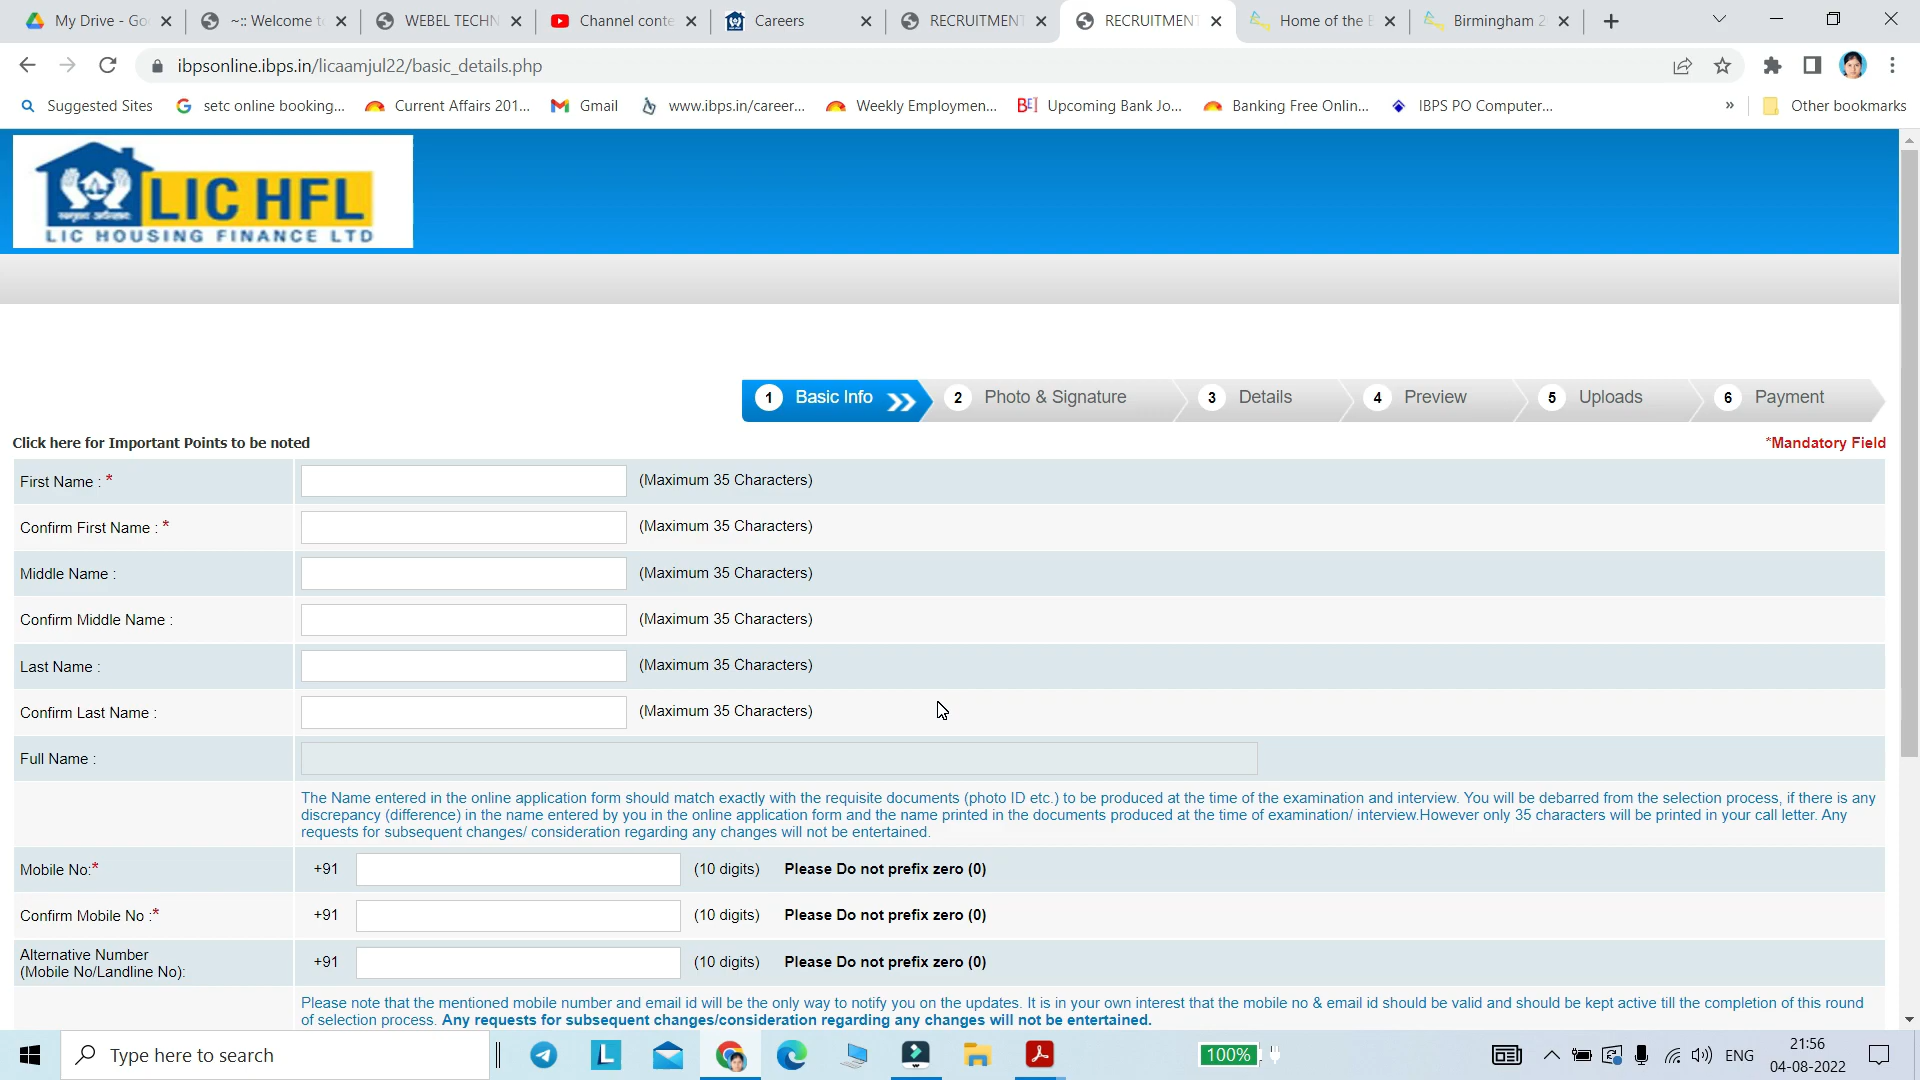 My Drive - Go
~:: Welcome to
WEBEL TECHN
Channel conte
Careers
RECRUITMENT
RECRUITMENT
Home of the B
Birmingham 2
ibpsonline.ibps.in/licaamjul22/basic_details.php
Suggested Sites
setc online booking...
Current Affairs 201...
Gmail
www.ibps.in/career...
Weekly Employmen...
Upcoming Bank Jo...
Banking Free Onlin...
IBPS PO Computer...
»
Other bookmarks
LIC HFL
LIC HOUSING FINANCE LTD
1 Basic Info
2 Photo & Signature
3 Details
4 Preview
5 Uploads
6 Payment
Click here for Important Points to be noted
*Mandatory Field
First Name : * (Maximum 35 Characters)
Confirm First Name : * (Maximum 35 Characters)
Middle Name : (Maximum 35 Characters)
Confirm Middle Name : (Maximum 35 Characters)
Last Name : (Maximum 35 Characters)
Confirm Last Name : (Maximum 35 Characters)
Full Name :
The Name entered in the online application form should match exactly with the requisite documents (photo ID etc.) to be produced at the time of the examination and interview. You will be debarred from the selection process, if there is any
discrepancy (difference) in the name entered by you in the online application form and the name printed in the documents produced at the time of examination/ interview.However only 35 characters will be printed in your call letter. Any
requests for subsequent changes/ consideration regarding any changes will not be entertained.
Mobile No:* +91 (10 digits) Please Do not prefix zero (0)
Confirm Mobile No :* +91 (10 digits) Please Do not prefix zero (0)
Alternative Number
(Mobile No/Landline No): +91 (10 digits) Please Do not prefix zero (0)
Please note that the mentioned mobile number and email id will be the only way to notify you on the updates. It is in your own interest that the mobile no & email id should be valid and should be kept active till the completion of this round
of selection process. Any requests for subsequent changes/consideration regarding any changes will not be entertained.
Type here to search
100%
ENG
21:56
04-08-2022